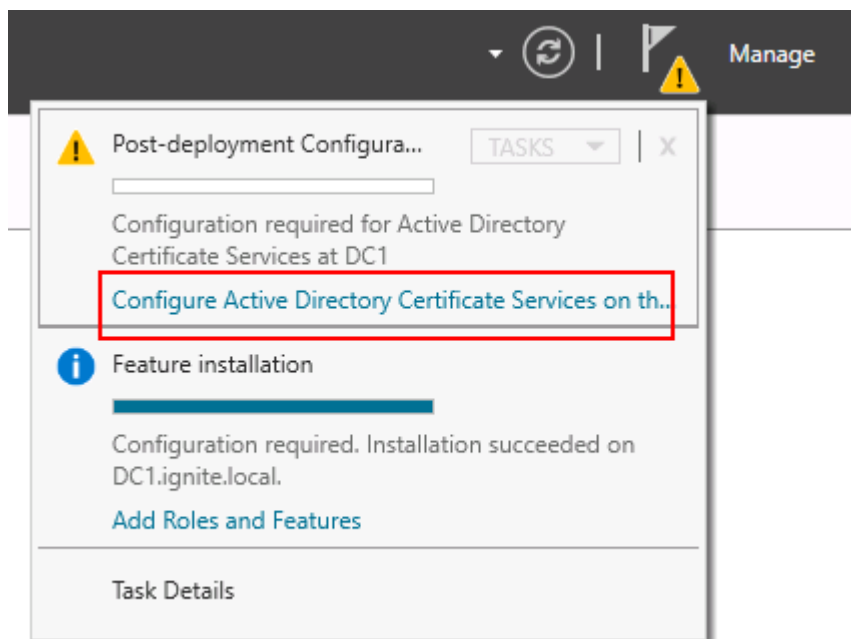 Manage
Post-deployment Configura...
TASKS
X
Configuration required for Active Directory
Certificate Services at DC1
Configure Active Directory Certificate Services on th...
Feature installation
Configuration required. Installation succeeded on
DC1.ignite.local.
Add Roles and Features
Task Details